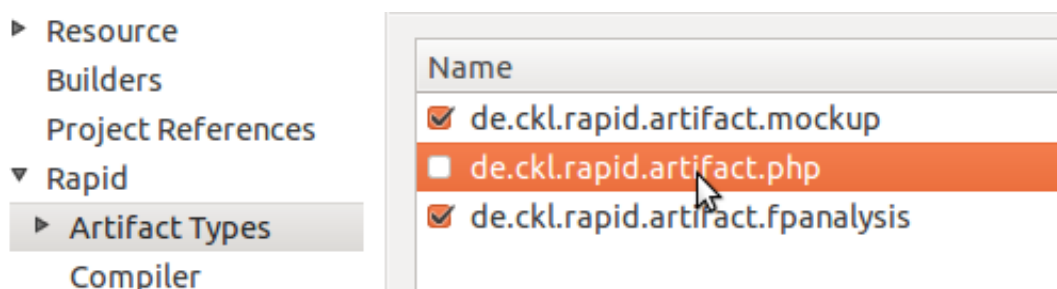 Resource
Builders
Project References
Rapid
Artifact Types
Compiler
Name
de.ckl.rapid.artifact.mockup
de.ckl.rapid.artifact.php
de.ckl.rapid.artifact.fpanalysis